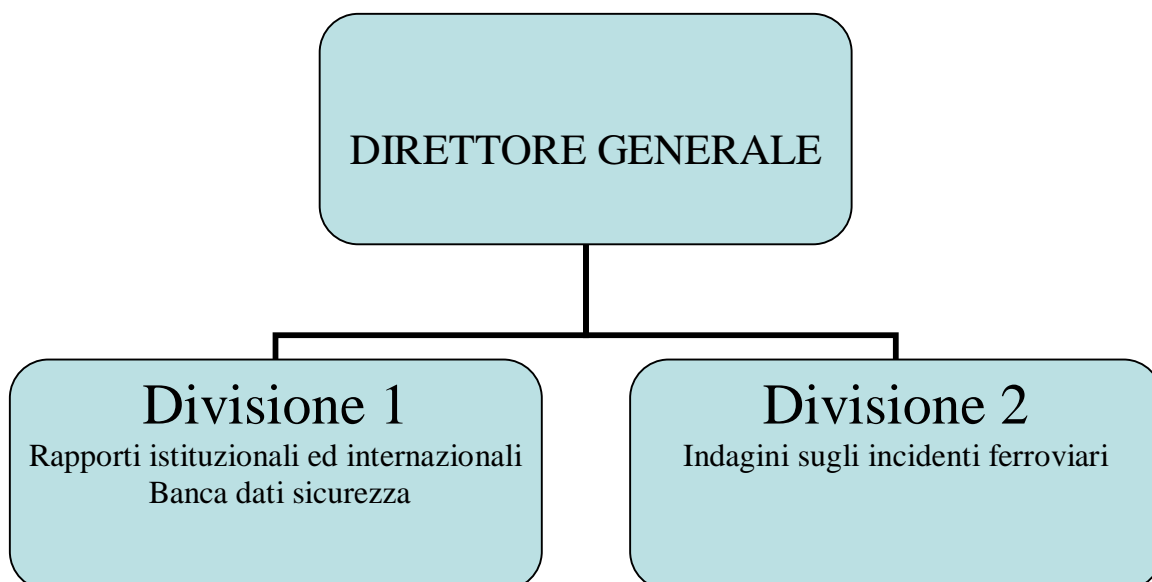 DIRETTORE GENERALE
Divisione 1
Rapporti istituzionali ed internazionali
Banca dati sicurezza
Divisione 2
Indagini sugli incidenti ferroviari